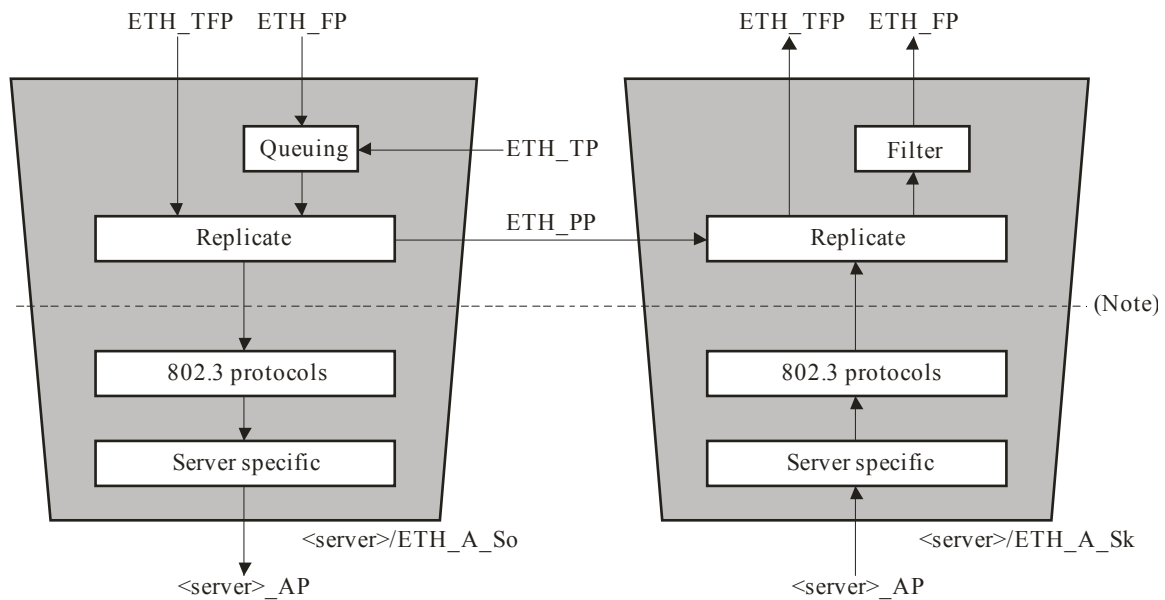 ETH_TFP ETH_FP ETH_TFP ETH_FP
Queuing ETH_TP Filter
Replicate ETH_PP Replicate
(Note)
802.3 protocols 802.3 protocols
Server specific Server specific
<server>/ETH_A_So <server>/ETH_A_Sk
<server>_AP <server>_AP